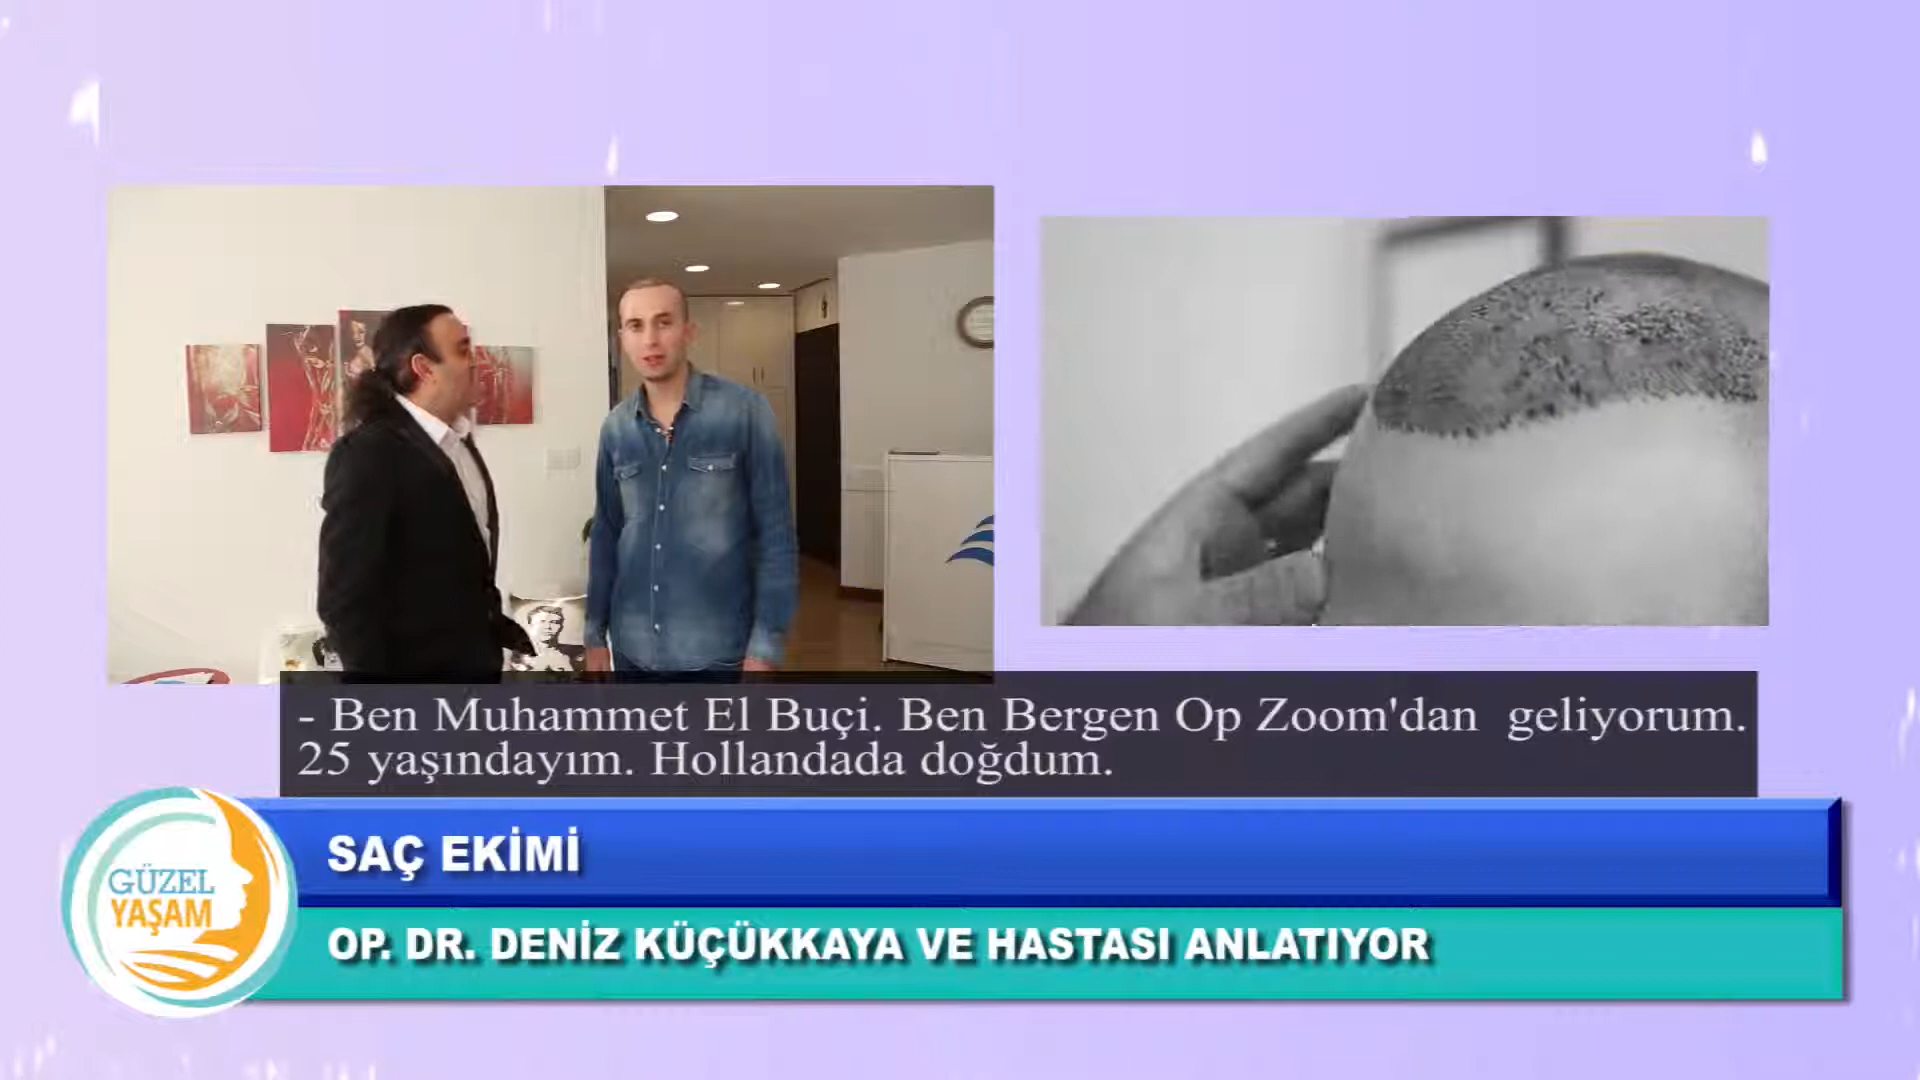 - Ben Muhammet El Buçi. Ben Bergen Op Zoom'dan  geliyorum.
25 yaşındayım. Hollandada doğdum.
SAÇ EKİMİ
GÜZEL
YAŞAM
OP. DR. DENİZ KÜÇÜKKAYA VE HASTASI ANLATIYOR